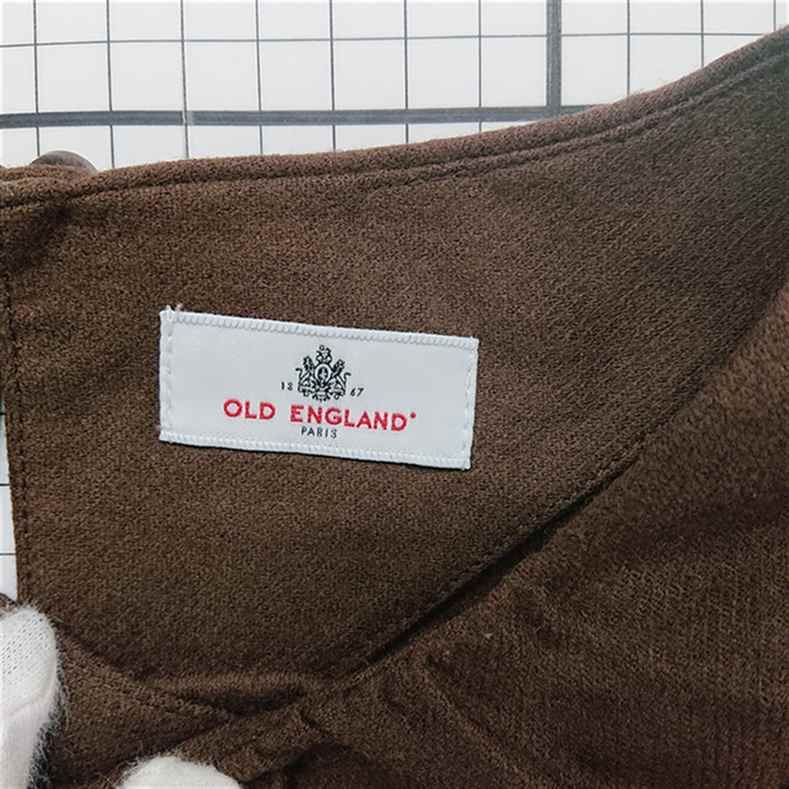 18 67
OLD ENGLAND
PARIS